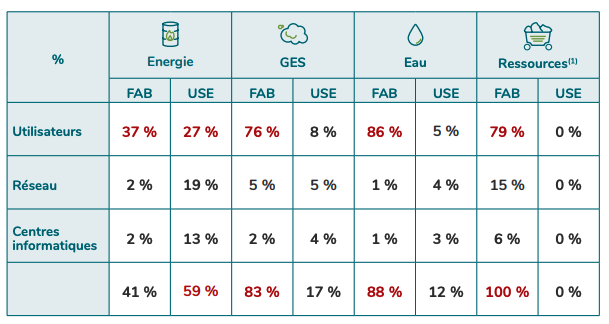 % Energie GES Eau Ressources(1)
FAB USE FAB USE FAB USE FAB USE
Utilisateurs 37 % 27 % 76 % 8 % 86 % 5 % 79 % 0 %
Réseau 2 % 19 % 5 % 5 % 1 % 4 % 15 % 0 %
Centres
informatiques 2 % 13 % 2 % 4 % 1 % 3 % 6 % 0 %
41 % 59 % 83 % 17 % 88 % 12 % 100 % 0 %